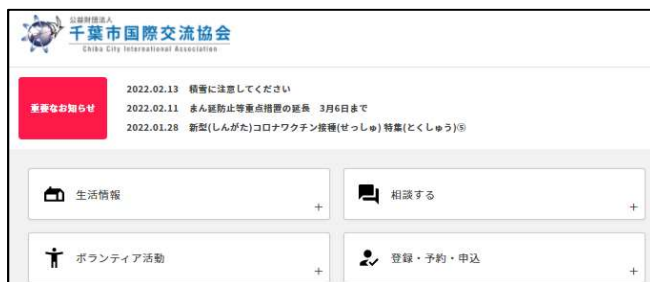 公益財団法人
千葉市国際交流協会
Chiba City International Association
重要なお知らせ
2022.02.13 積雪に注意してください
2022.02.11 まん延防止等重点措置の延長 3月6日まで
2022.01.28 新型(しんがた)コロナワクチン接種(せっしゅ)特集(とくしゅう)⑤
生活情報 +
相談する +
ボランティア活動 +
登録・予約・申込 +